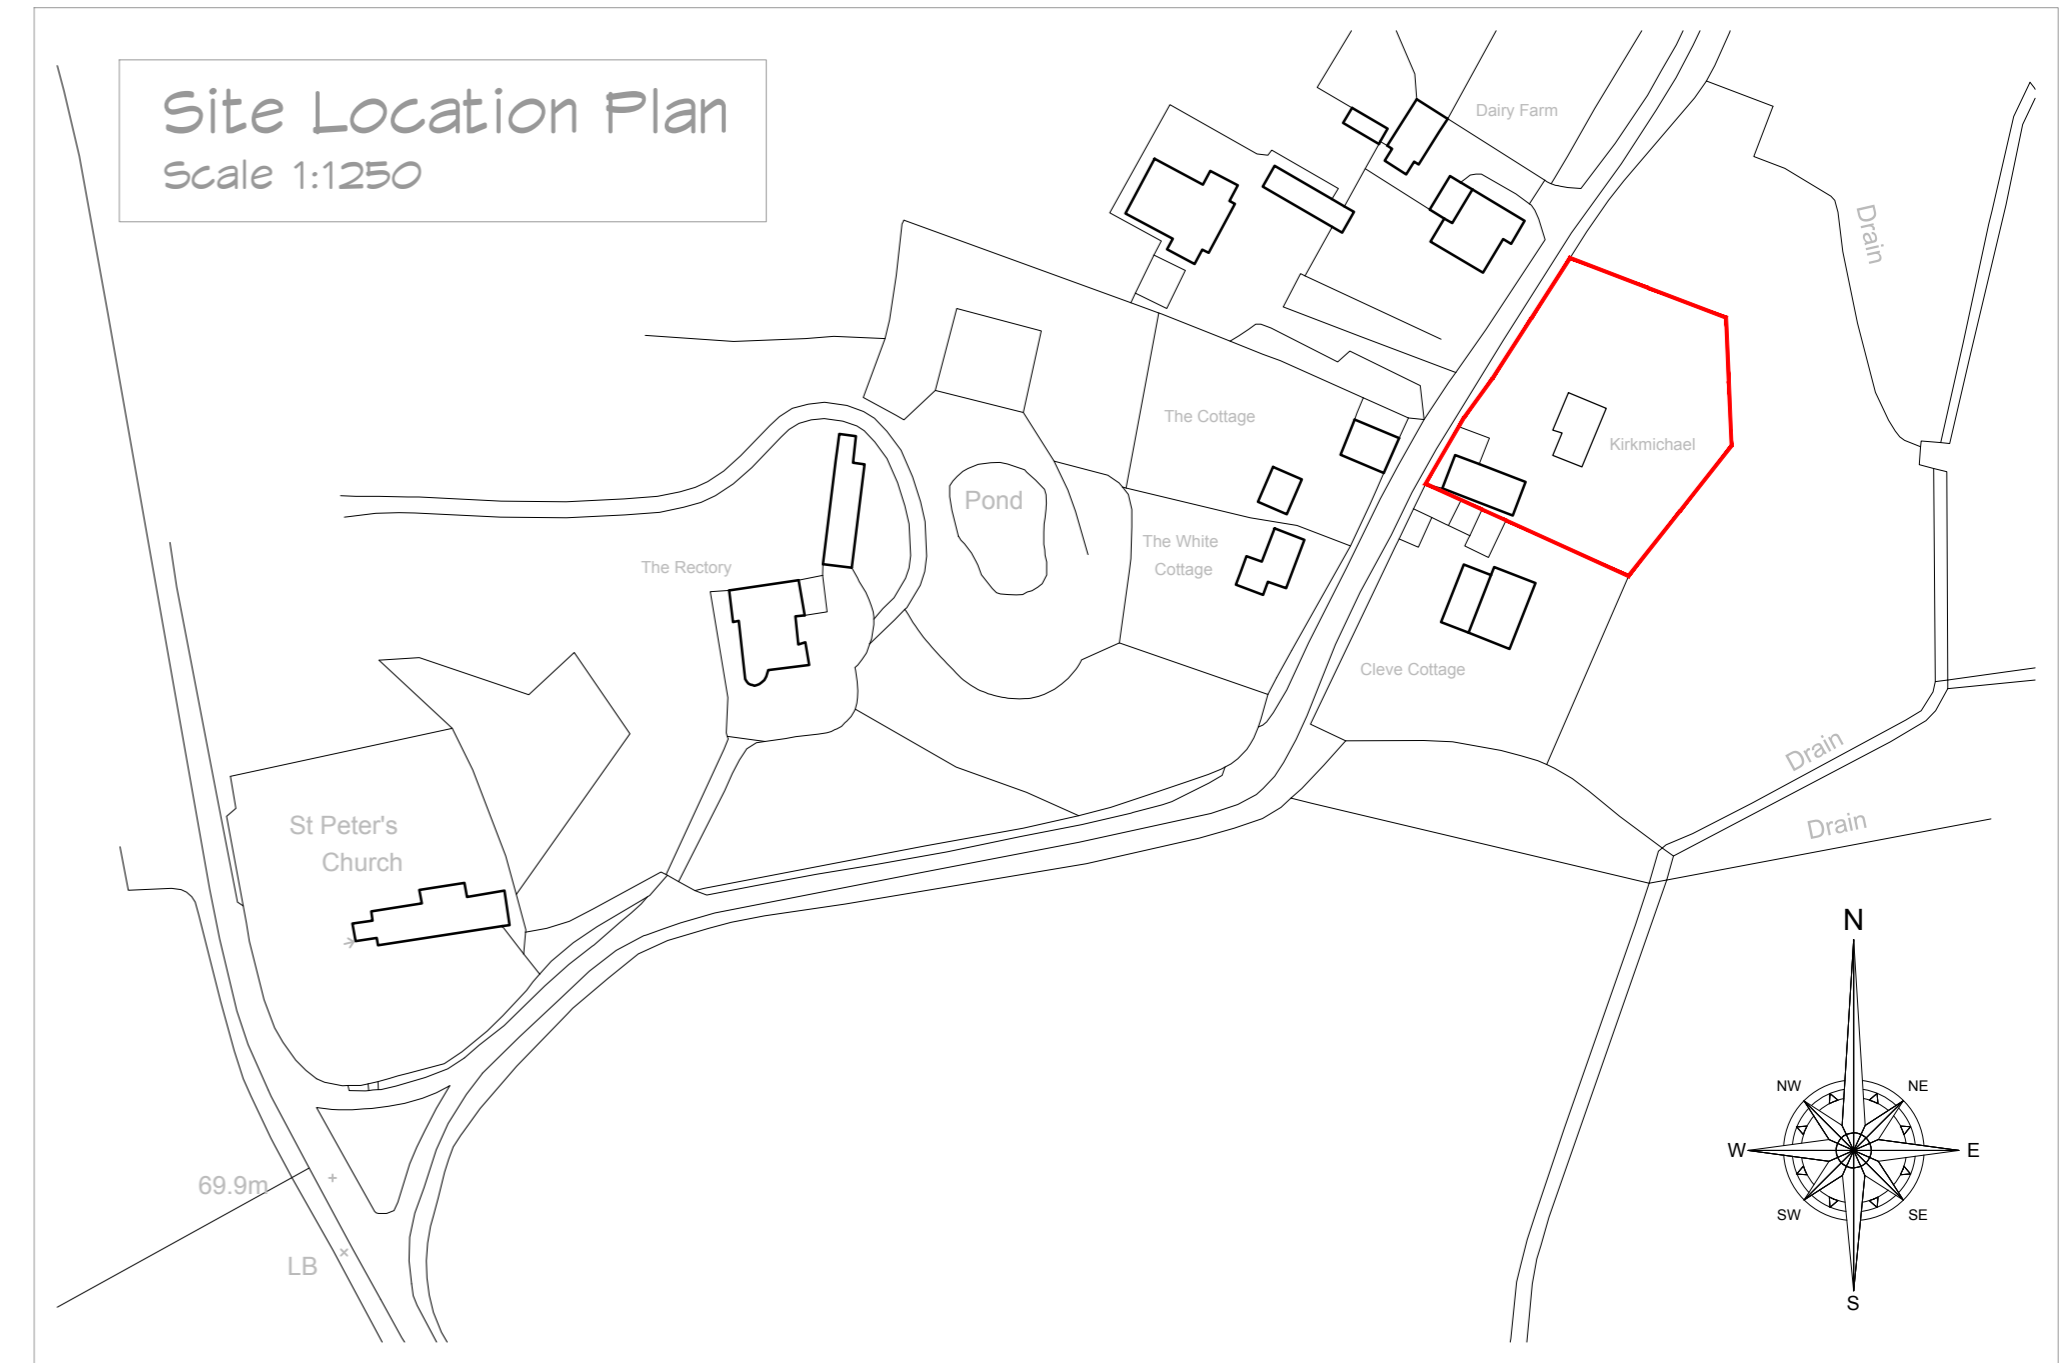 Site Location Plan
Scale 1:1250
Dairy Farm
Drain
The Cottage
Kirkmichael
Pond
The White
Cottage
The Rectory
Cleve Cottage
Drain
Drain
St Peter's
Church
N
NW
NE
W
E
SW
SE
S
69.9m
LB